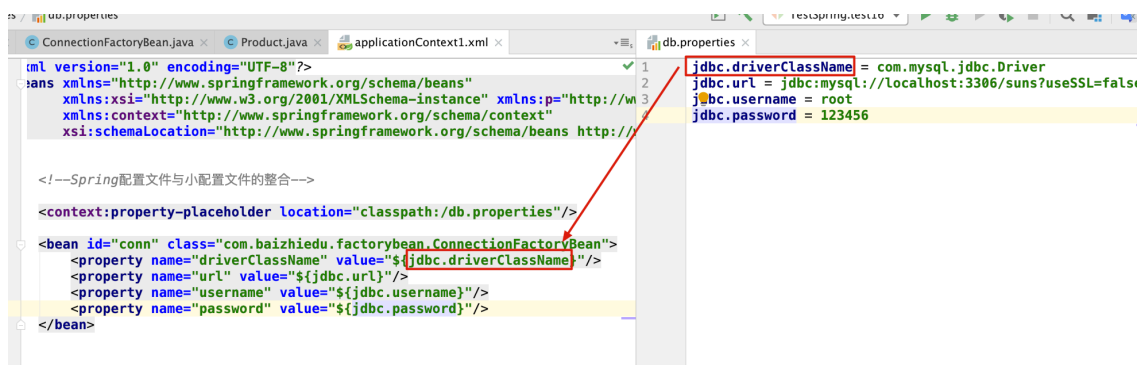 db.properties
TestSpring.test16
ConnectionFactoryBean.java
Product.java
applicationContext1.xml
xml version="1.0" encoding="UTF-8"?>
eans xmlns="http://www.springframework.org/schema/beans"
xmlns:xsi="http://www.w3.org/2001/XMLSchema-instance" xmlns:p="http://w
xmlns:context="http://www.springframework.org/schema/context"
xsi:schemaLocation="http://www.springframework.org/schema/beans http://
<!--Spring配置文件与小配置文件的整合-->
<context:property-placeholder location="classpath:/db.properties"/>
<bean id="conn" class="com.baizhiedu.factorybean.ConnectionFactoryBean">
<property name="driverClassName" value="${jdbc.driverClassName}"/>
<property name="url" value="${jdbc.url}"/>
<property name="username" value="${jdbc.username}"/>
<property name="password" value="${jdbc.password}"/>
</bean>
db.properties
1 jdbc.driverClassName = com.mysql.jdbc.Driver
2 jdbc.url = jdbc:mysql://localhost:3306/suns?useSSL=false
3 jdbc.username = root
4 jdbc.password = 123456